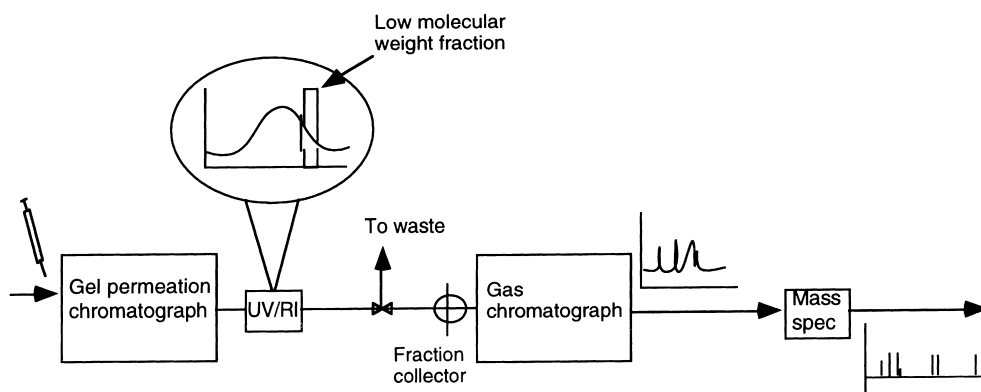 Low molecular
weight fraction
To waste
Gel permeation
chromatograph
UV/RI
Fraction
collector
Gas
chromatograph
Mass
spec